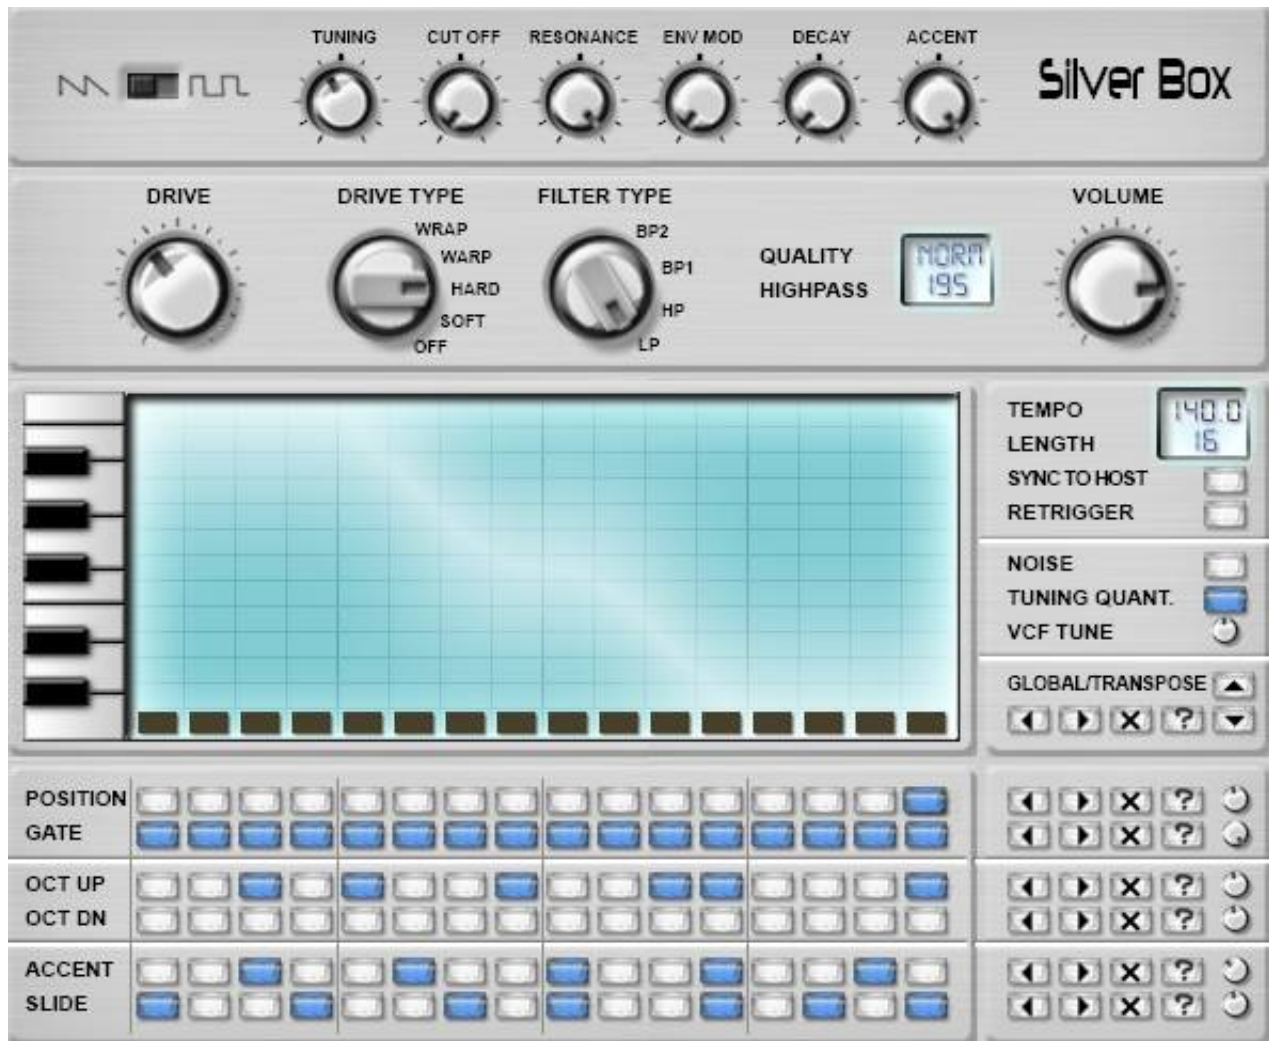 TUNING CUT OFF RESONANCE ENV MOD DECAY ACCENT
Silver Box
DRIVE DRIVE TYPE FILTER TYPE VOLUME
WRAP BP2
WARP BP1
HARD HP
SOFT LP
OFF
QUALITY NORM
HIGHPASS 195
TEMPO 140.0
LENGTH 16
SYNC TO HOST
RETRIGGER
NOISE
TUNING QUANT.
VCF TUNE
GLOBAL/TRANSPOSE
X ?
POSITION X ?
GATE X ?
OCT UP X ?
OCT DN X ?
ACCENT X ?
SLIDE X ?